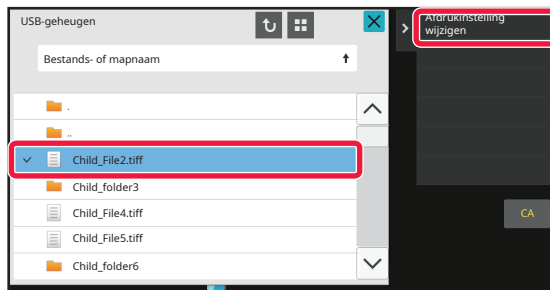 USB-geheugen
Afdrukinstelling
wijzigen
Bestands- of mapnaam
.
..
Child_File2.tiff
Child_folder3
Child_File4.tiff
Child_File5.tiff
Child_folder6
CA